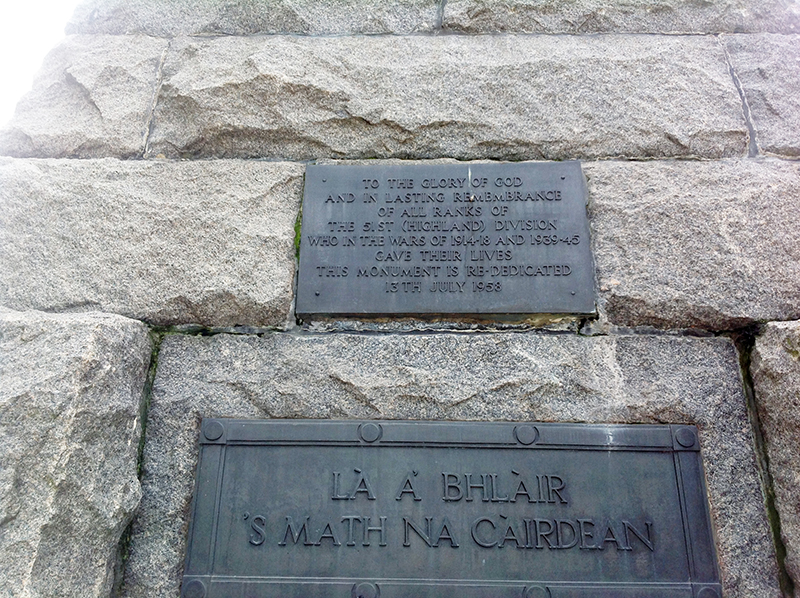 TO THE GLORY OF GOD
AND IN LASTING REMEMBRANCE
OF ALL RANKS OF
THE 51ST (HIGHLAND) DIVISION
WHO IN THE WARS OF 1914-18 AND 1939-45
GAVE THEIR LIVES
THIS MONUMENT IS RE-DEDICATED
13TH JULY 1958
LÀ A' BHLÀIR
'S MATH NA CÀIRDEAN